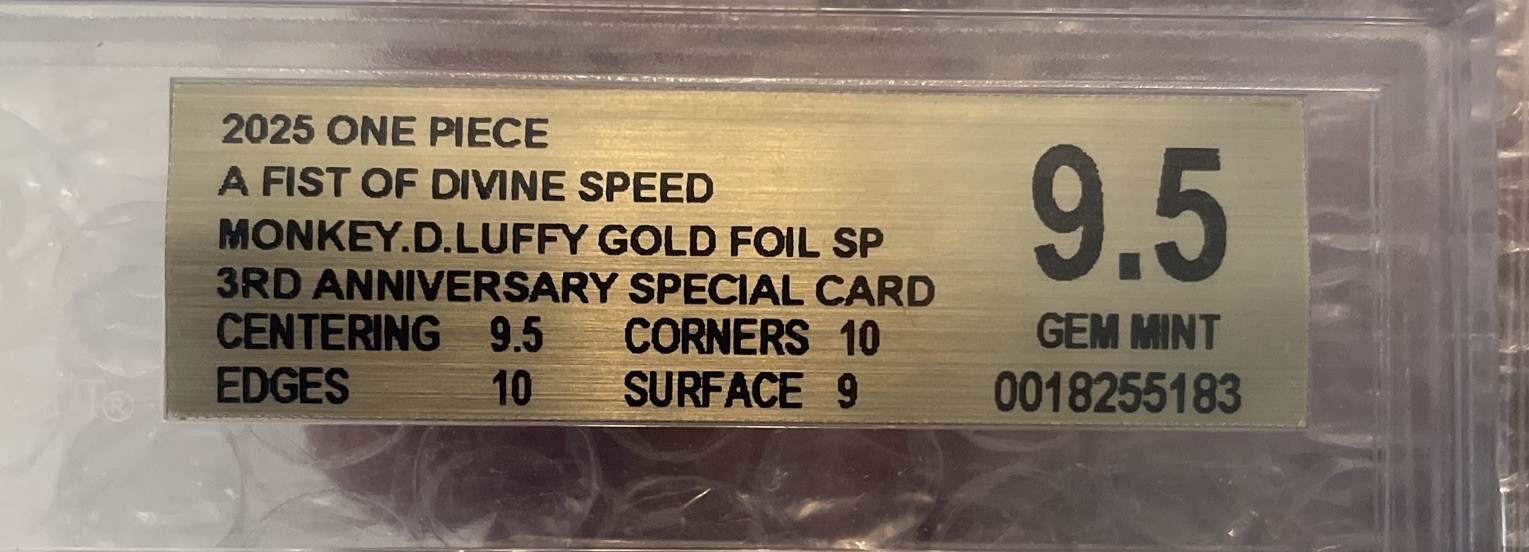 2025 ONE PIECE
A FIST OF DIVINE SPEED
MONKEY.D.LUFFY GOLD FOIL SP
3RD ANNIVERSARY SPECIAL CARD
CENTERING 9.5 CORNERS 10
EDGES 10 SURFACE 9
9.5
GEM MINT
0018255183